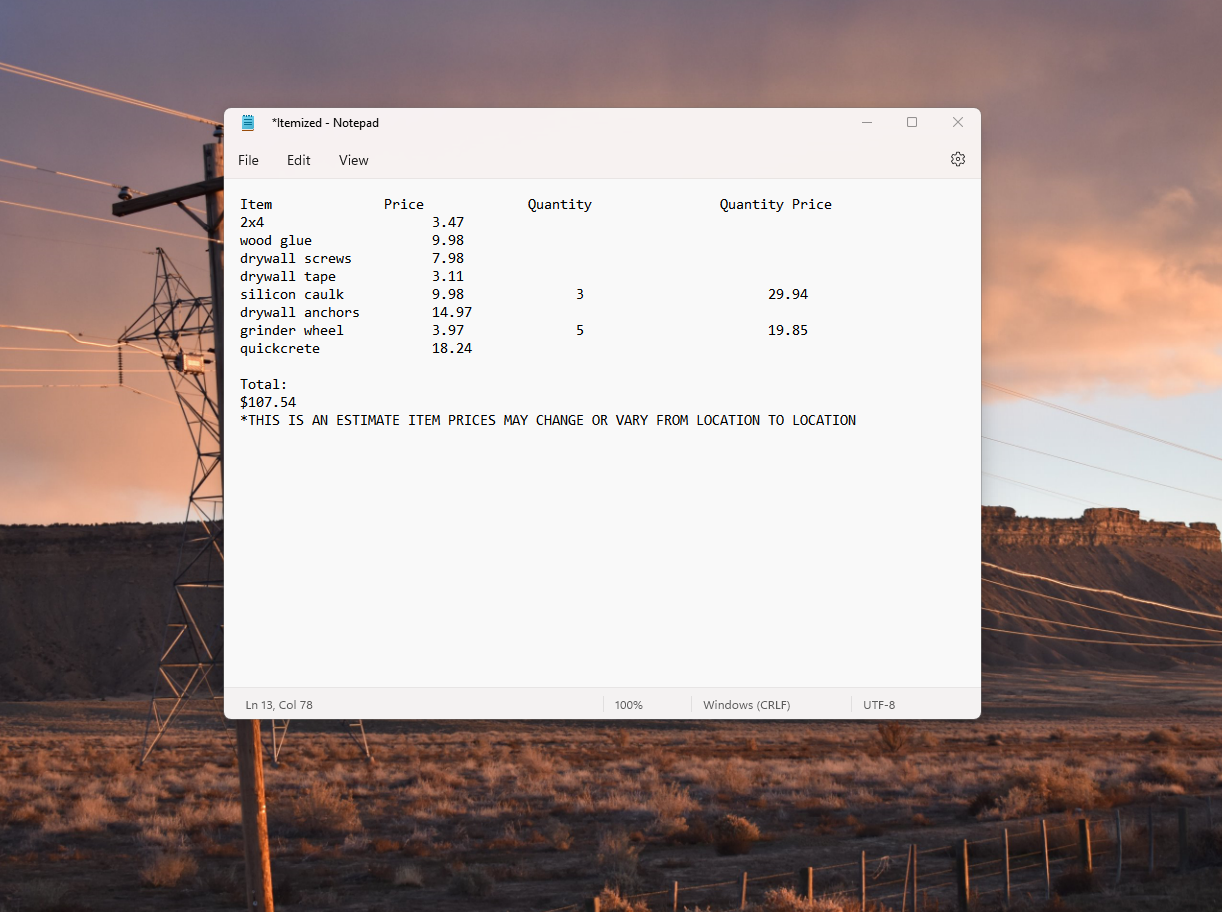 *Itemized - Notepad
File Edit View
Item Price Quantity Quantity Price
2x4 3.47
wood glue 9.98
drywall screws 7.98
drywall tape 3.11
silicon caulk 9.98 3 29.94
drywall anchors 14.97
grinder wheel 3.97 5 19.85
quickcrete 18.24
Total:
$107.54
*THIS IS AN ESTIMATE ITEM PRICES MAY CHANGE OR VARY FROM LOCATION TO LOCATION
Ln 13, Col 78 100% Windows (CRLF) UTF-8